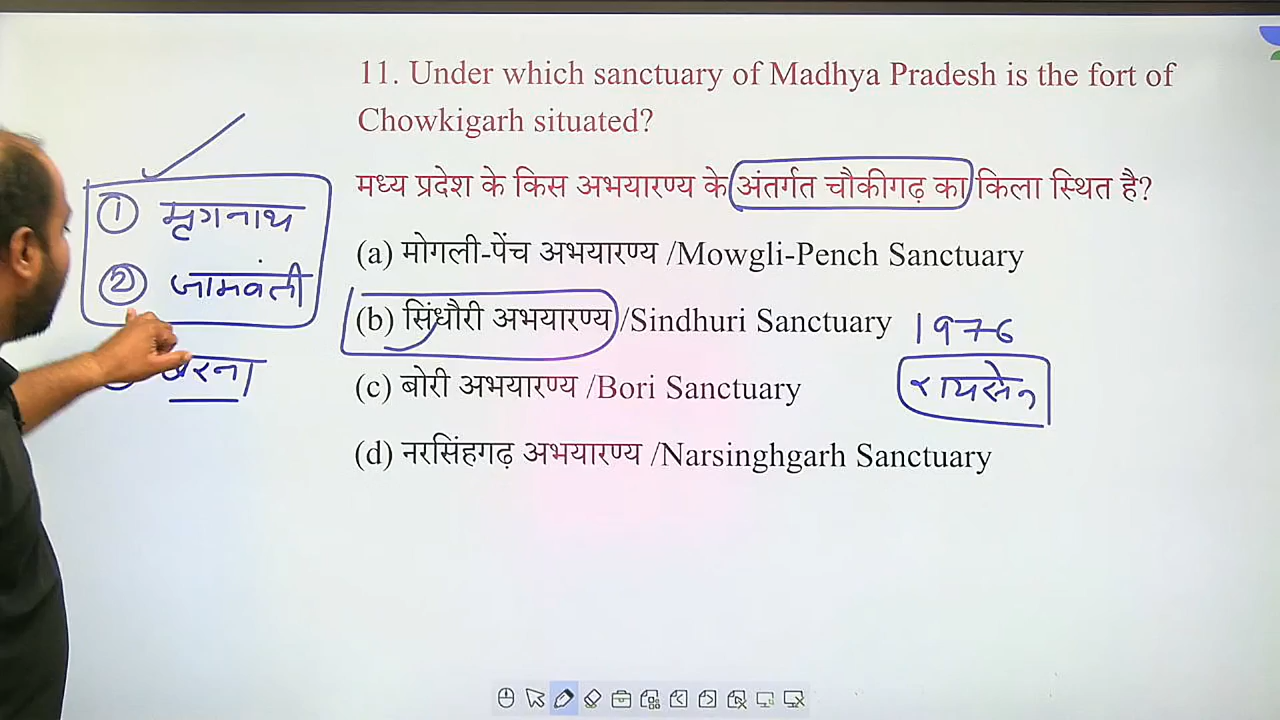 11. Under which sanctuary of Madhya Pradesh is the fort of
Chowkigarh situated?
मध्य प्रदेश के किस अभयारण्य के अंतर्गत चौकीगढ़ का किला स्थित है?
(a) मोगली-पेंच अभयारण्य /Mowgli-Pench Sanctuary
(b) सिंधौरी अभयारण्य /Sindhuri Sanctuary 1976
(c) बोरी अभयारण्य /Bori Sanctuary रायसेन
(d) नरसिंहगढ़ अभयारण्य /Narsinghgarh Sanctuary
① मृगनाथ
② जामवंती